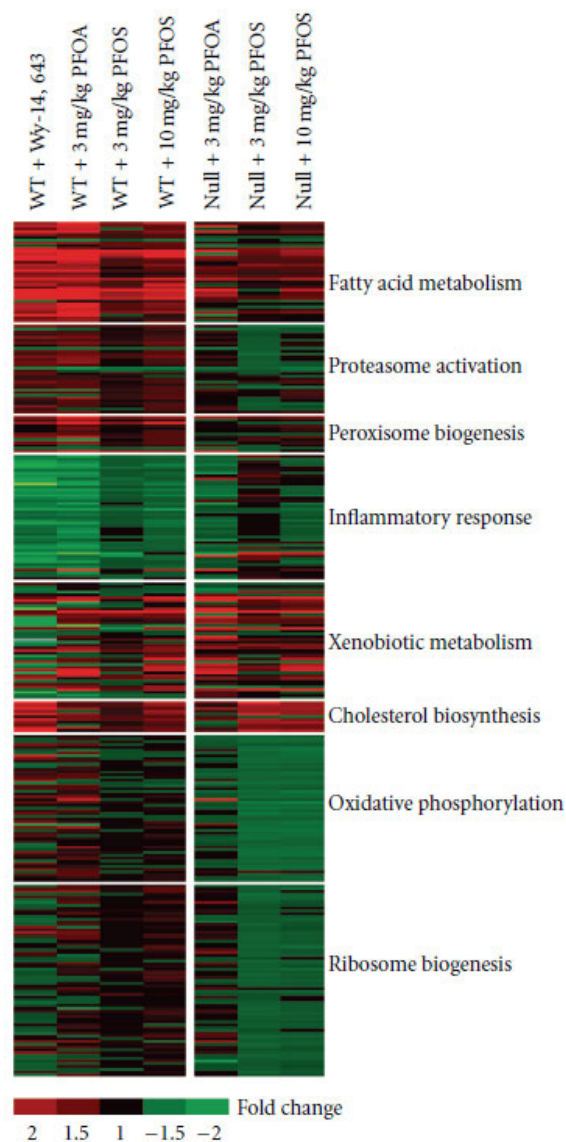 WT + Wy-14, 643
WT + 3 mg/kg PFOA
WT + 3 mg/kg PFOS
WT + 10 mg/kg PFOS
Null + 3 mg/kg PFOA
Null + 3 mg/kg PFOS
Null + 10 mg/kg PFOS
Fatty acid metabolism
Proteasome activation
Peroxisome biogenesis
Inflammatory response
Xenobiotic metabolism
Cholesterol biosynthesis
Oxidative phosphorylation
Ribosome biogenesis
Fold change
2 1.5 1 −1.5 −2